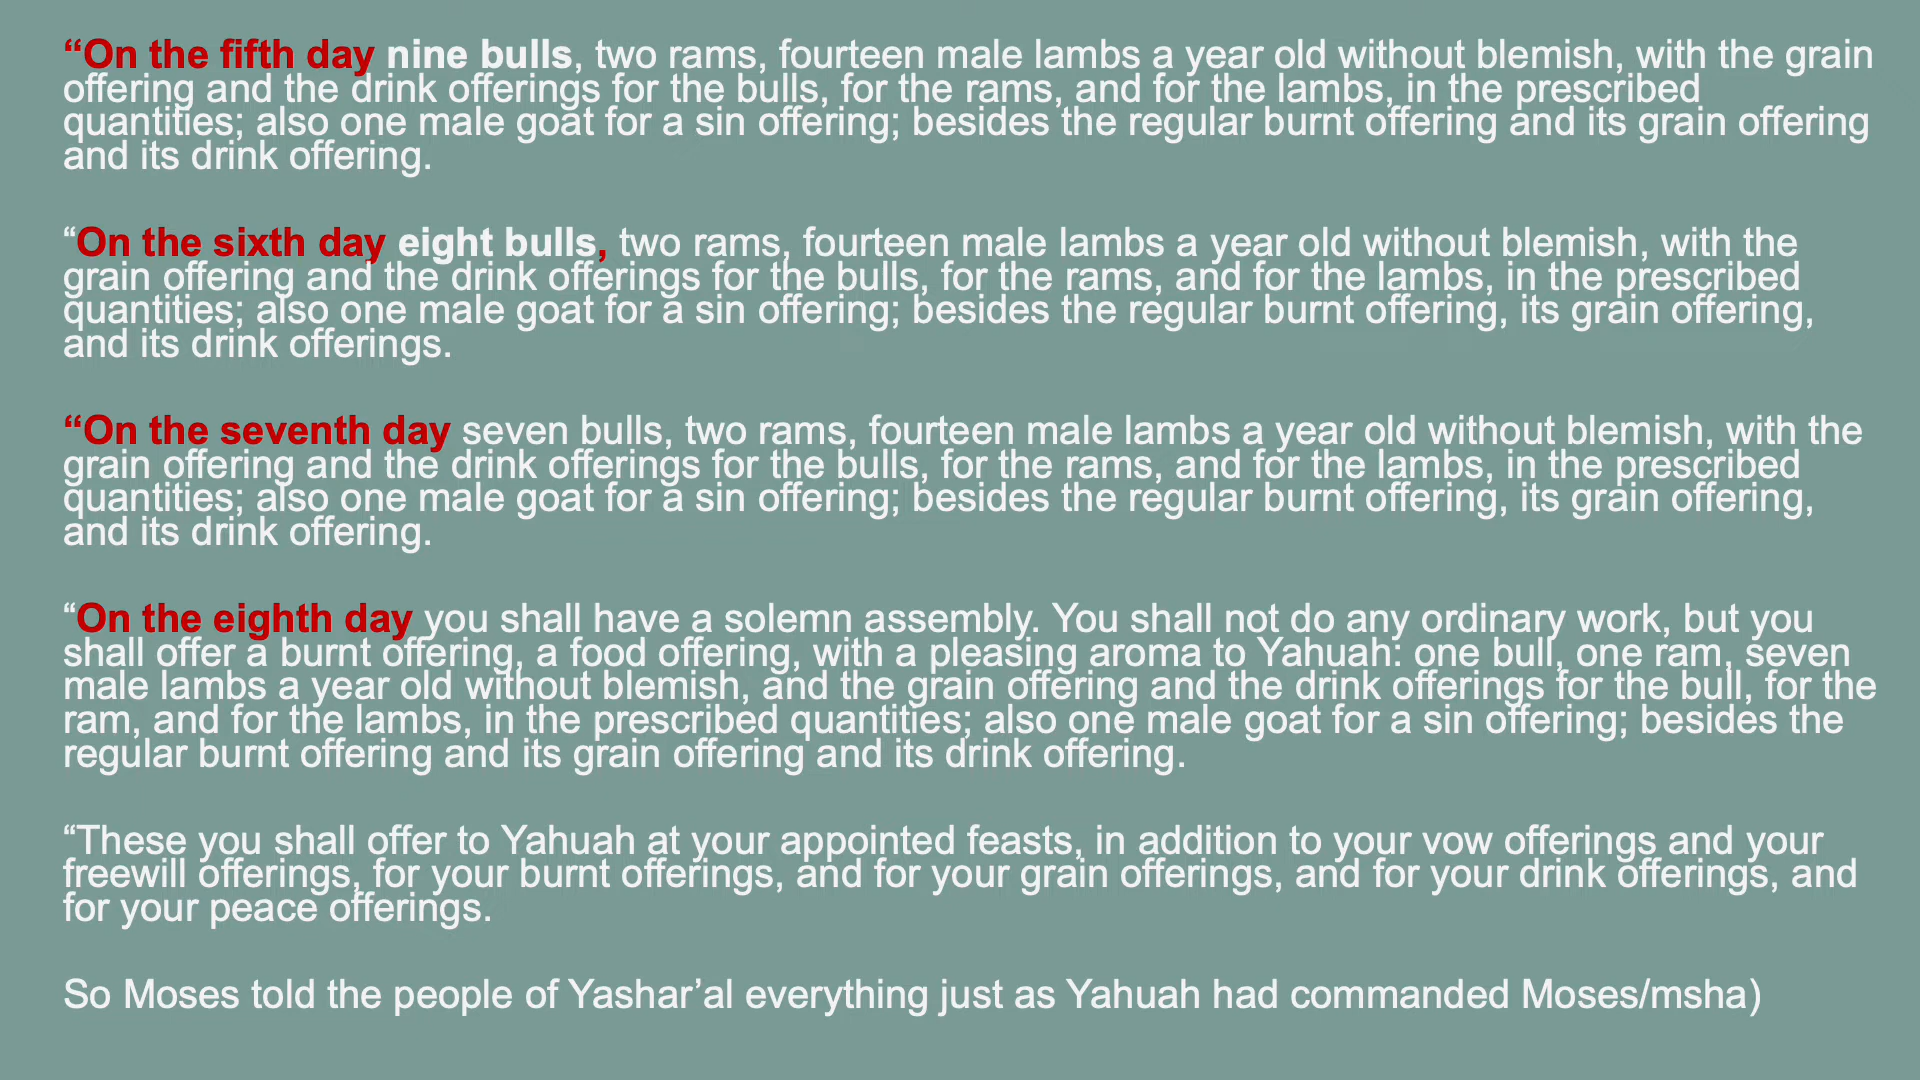 “On the fifth day nine bulls, two rams, fourteen male lambs a year old without blemish, with the grain
offering and the drink offerings for the bulls, for the rams, and for the lambs, in the prescribed
quantities; also one male goat for a sin offering; besides the regular burnt offering and its grain offering
and its drink offering.
“On the sixth day eight bulls, two rams, fourteen male lambs a year old without blemish, with the
grain offering and the drink offerings for the bulls, for the rams, and for the lambs, in the prescribed
quantities; also one male goat for a sin offering; besides the regular burnt offering, its grain offering,
and its drink offerings.
“On the seventh day seven bulls, two rams, fourteen male lambs a year old without blemish, with the
grain offering and the drink offerings for the bulls, for the rams, and for the lambs, in the prescribed
quantities; also one male goat for a sin offering; besides the regular burnt offering, its grain offering,
and its drink offering.
“On the eighth day you shall have a solemn assembly. You shall not do any ordinary work, but you
shall offer a burnt offering, a food offering, with a pleasing aroma to Yahuah: one bull, one ram, seven
male lambs a year old without blemish, and the grain offering and the drink offerings for the bull, for the
ram, and for the lambs, in the prescribed quantities; also one male goat for a sin offering; besides the
regular burnt offering and its grain offering and its drink offering.
“These you shall offer to Yahuah at your appointed feasts, in addition to your vow offerings and your
freewill offerings, for your burnt offerings, and for your grain offerings, and for your drink offerings, and
for your peace offerings.
So Moses told the people of Yashar’al everything just as Yahuah had commanded Moses/msha)